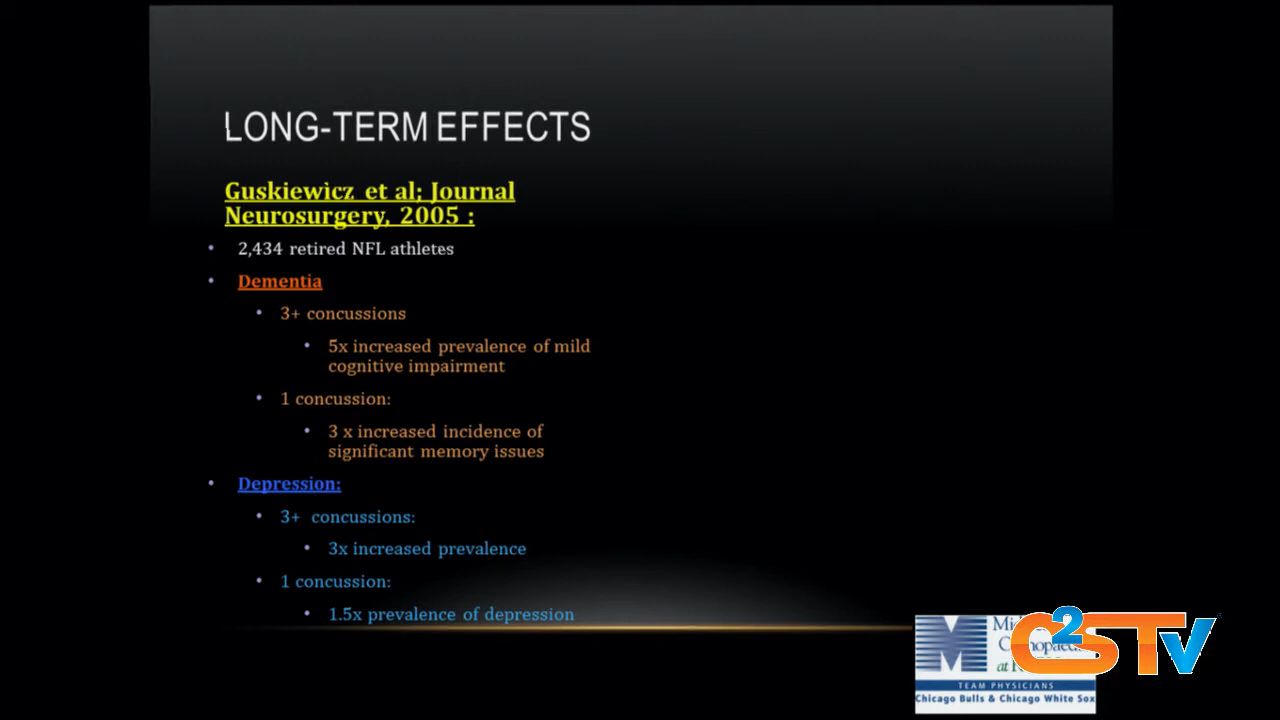 LONG-TERM EFFECTS
Guskiewicz et al; Journal
Neurosurgery, 2005 :
• 2,434 retired NFL athletes
• Dementia
• 3+ concussions
• 5x increased prevalence of mild
cognitive impairment
• 1 concussion:
• 3 x increased incidence of
significant memory issues
• Depression:
• 3+ concussions:
• 3x increased prevalence
• 1 concussion:
• 1.5x prevalence of depression
C2STV
at
TEAM PHYSICIANS
Chicago Bulls & Chicago White Sox